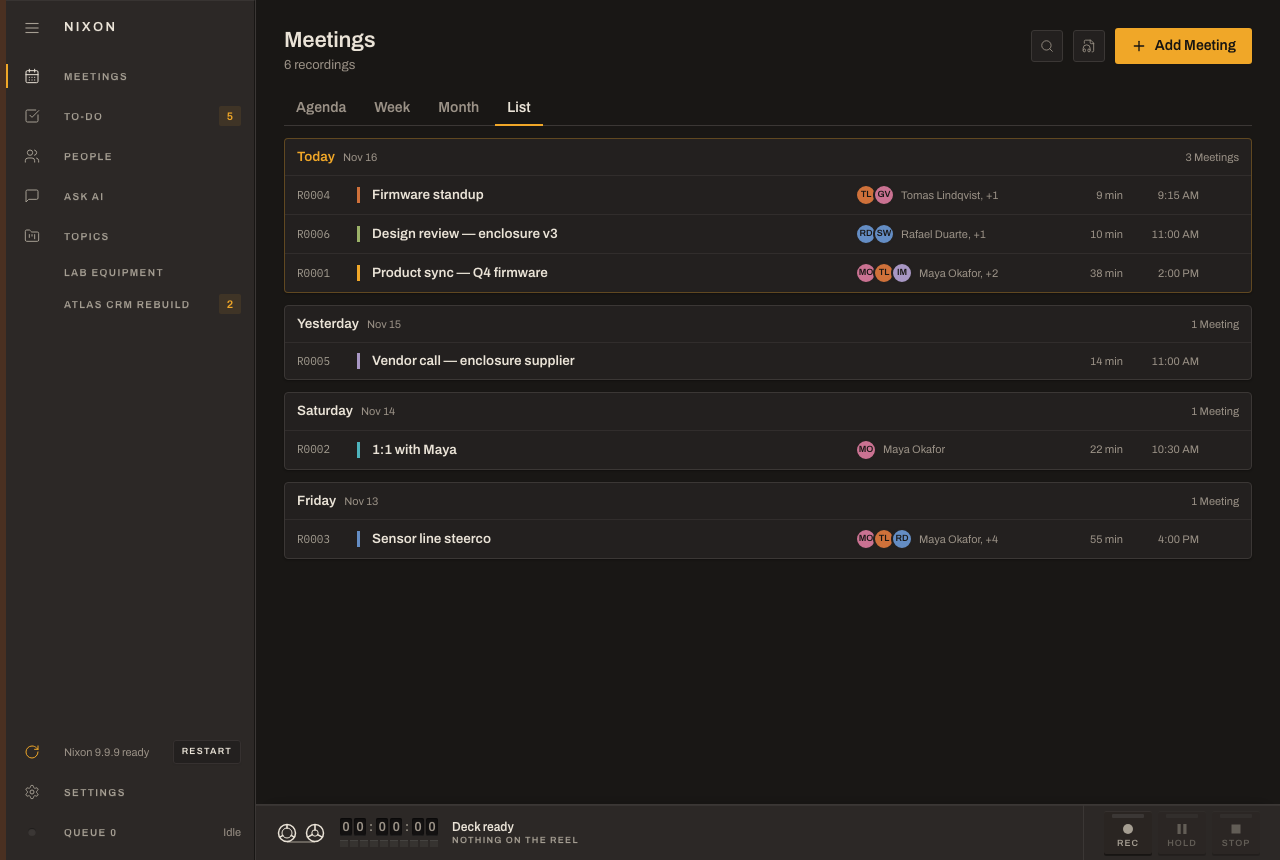 NIXON
MEETINGS
TO-DO 5
PEOPLE
ASK AI
TOPICS
LAB EQUIPMENT
ATLAS CRM REBUILD 2
Nixon 9.9.9 ready RESTART
SETTINGS
QUEUE 0 Idle
Meetings
6 recordings
Add Meeting
Agenda Week Month List
Today Nov 16 3 Meetings
R0004 Firmware standup TL GV Tomas Lindqvist, +1 9 min 9:15 AM
R0006 Design review — enclosure v3 RD SW Rafael Duarte, +1 10 min 11:00 AM
R0001 Product sync — Q4 firmware MO TL IM Maya Okafor, +2 38 min 2:00 PM
Yesterday Nov 15 1 Meeting
R0005 Vendor call — enclosure supplier 14 min 11:00 AM
Saturday Nov 14 1 Meeting
R0002 1:1 with Maya MO Maya Okafor 22 min 10:30 AM
Friday Nov 13 1 Meeting
R0003 Sensor line steerco MO TL RD Maya Okafor, +4 55 min 4:00 PM
00:00:00 Deck ready
NOTHING ON THE REEL
REC HOLD STOP